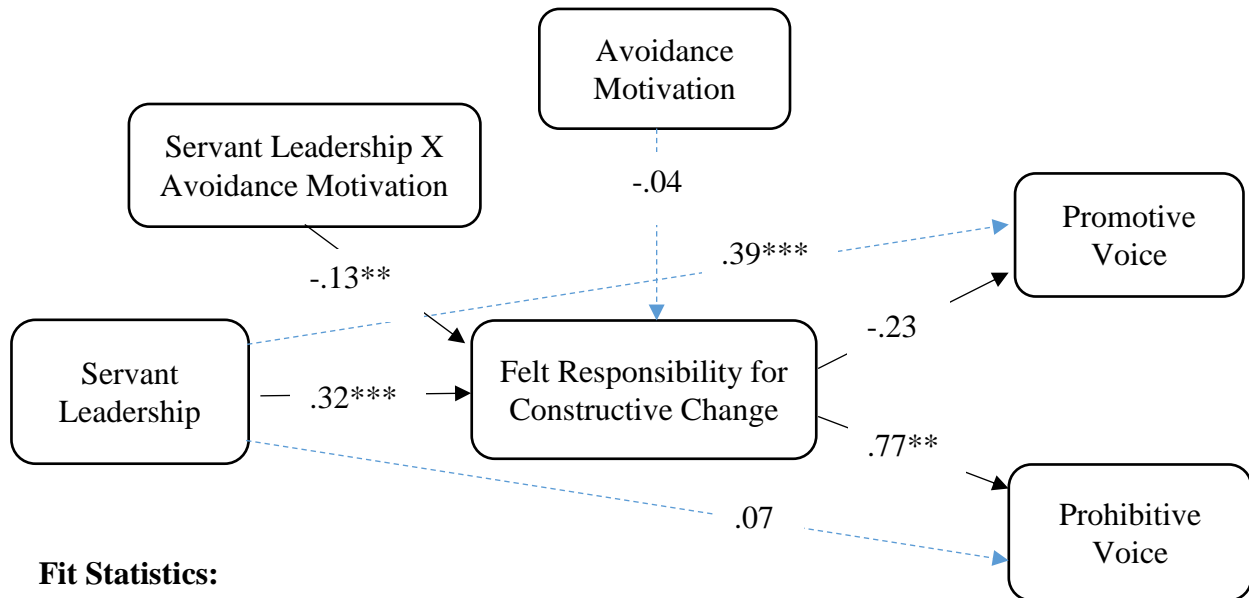 Avoidance
Motivation
Servant Leadership X
Avoidance Motivation
-.04
Promotive
Voice
.39***
-.13**
-.23
Servant
Leadership
.32***
Felt Responsibility for
Constructive Change
.77**
.07
Prohibitive
Voice
Fit Statistics: